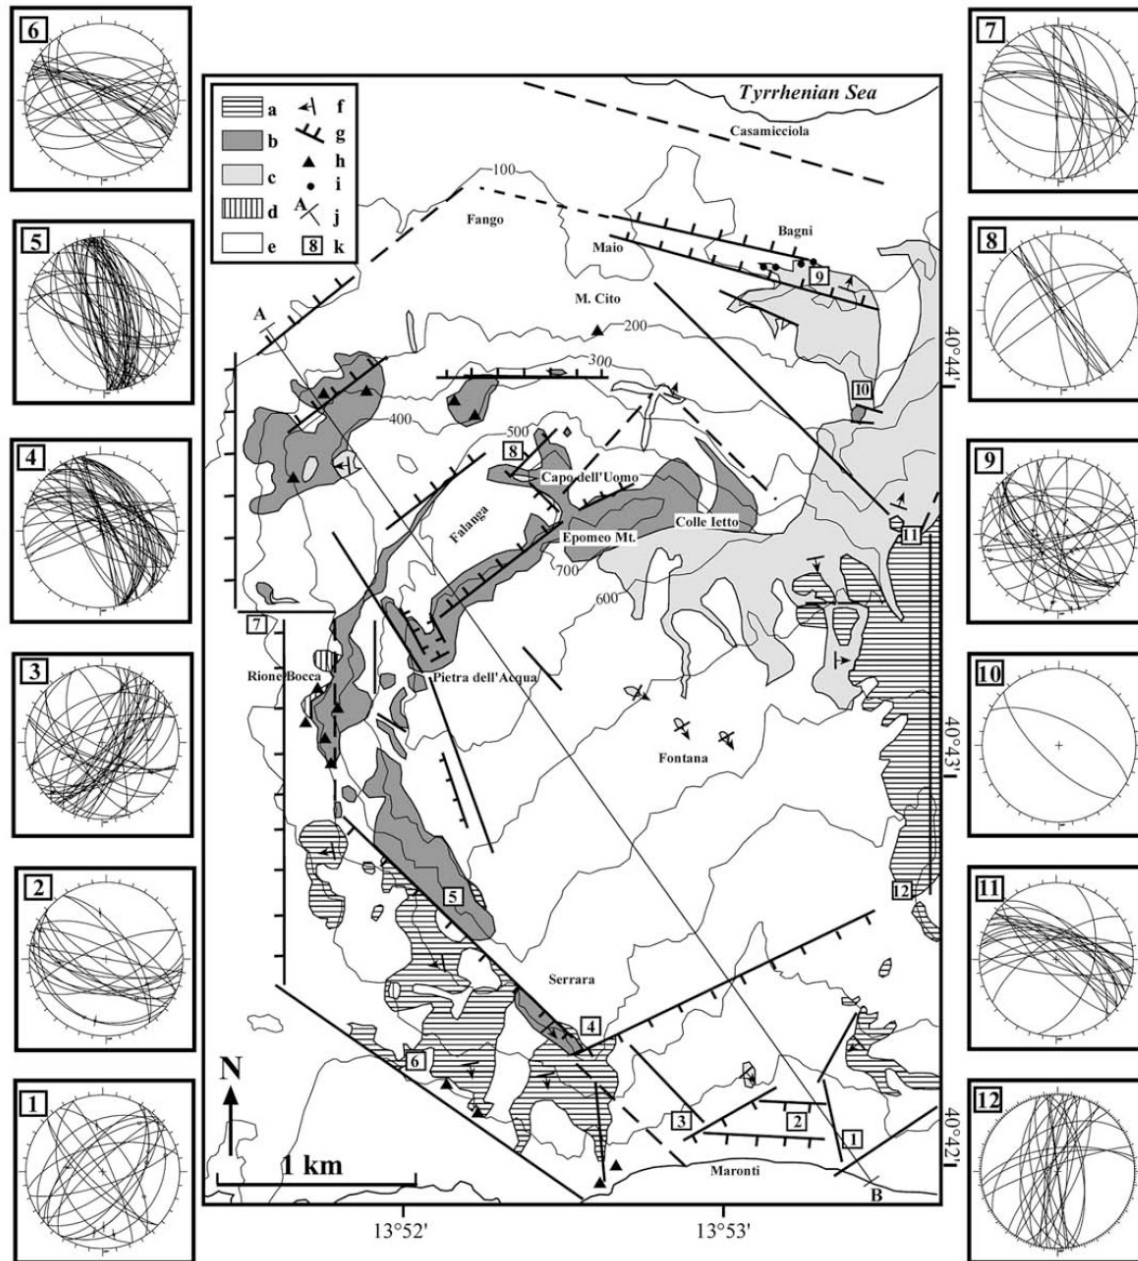 6
5
4
3
2
1
7
8
9
10
11
12
a f
b g
c h
d i
A
e j
8 k
Tyrrhenian Sea
Casamicciola
100
Fango
Bagni
Maio
9
M. Cito
A
200
300
10
400
500
8
Capo dell'Uomo
Falanga
Colle Ietto
Epomeo Mt.
11
700
600
7
Rione Bocca
Pietra dell'Acqua
Fontana
12
5
Serrara
4
6
N
3
2
1
1 km
Maronti
B
40°44'
40°43'
40°42'
13°52'
13°53'